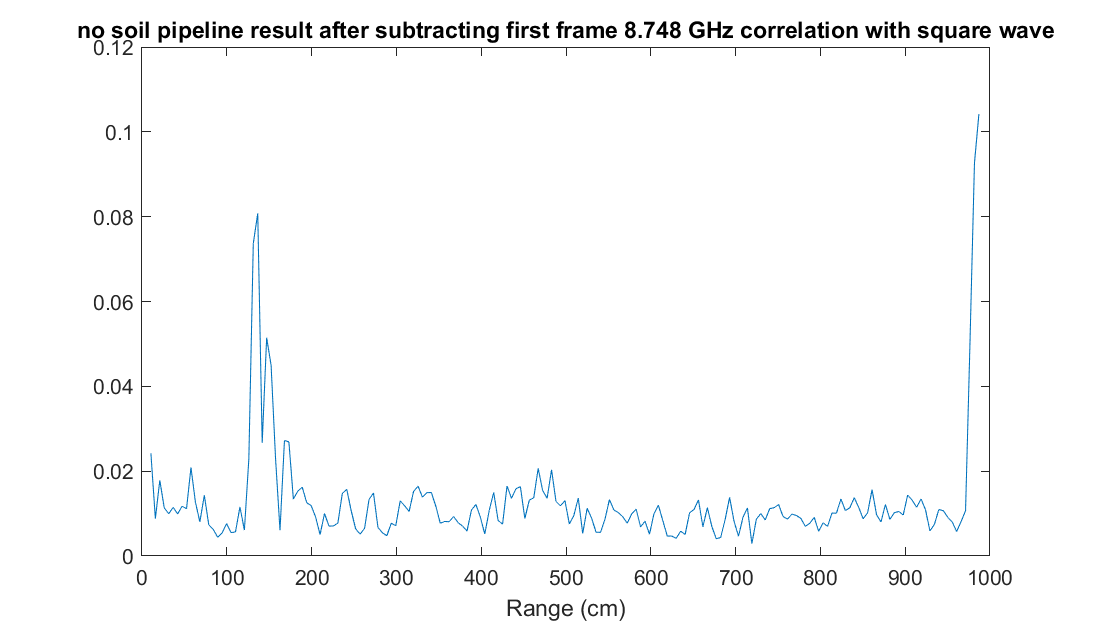 no soil pipeline result after subtracting first frame 8.748 GHz correlation with square wave
0.12
0.1
0.08
0.06
0.04
0.02
0
0 100 200 300 400 500 600 700 800 900 1000
Range (cm)